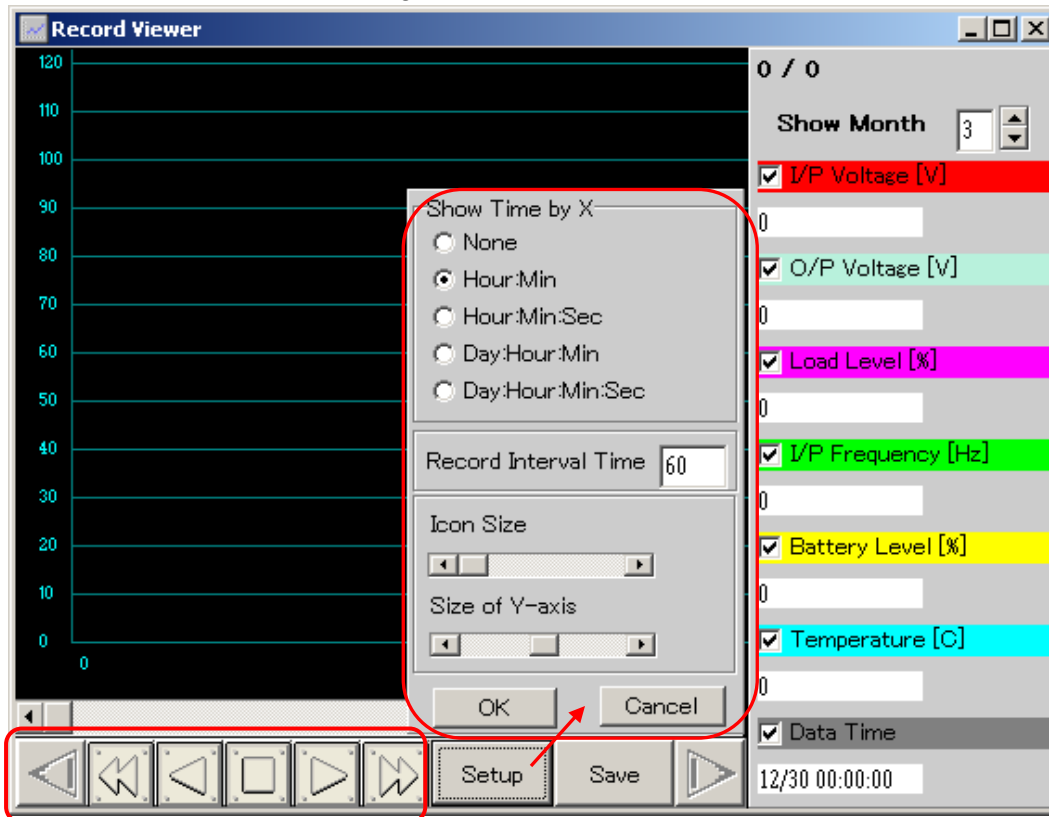 Record Viewer
120
110
100
90
80
70
60
50
40
30
20
10
0
0
Show Time by X
None
Hour:Min
Hour:Min:Sec
Day:Hour:Min
Day:Hour:Min:Sec
Record Interval Time 60
Icon Size
Size of Y-axis
OK Cancel
Setup Save
0 / 0
Show Month 3
I/P Voltage [V]
0
O/P Voltage [V]
0
Load Level [%]
0
I/P Frequency [Hz]
0
Battery Level [%]
0
Temperature [C]
0
Data Time
12/30 00:00:00